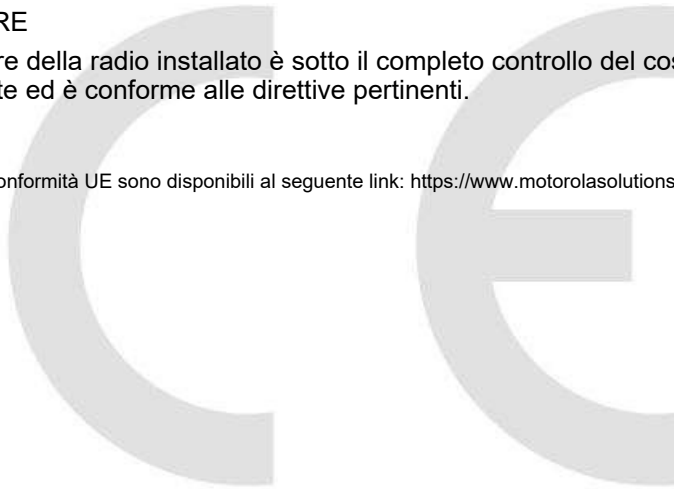 RE
re della radio installato è sotto il completo controllo del cos
te ed è conforme alle direttive pertinenti.
onformità UE sono disponibili al seguente link: https://www.motorolasolutions